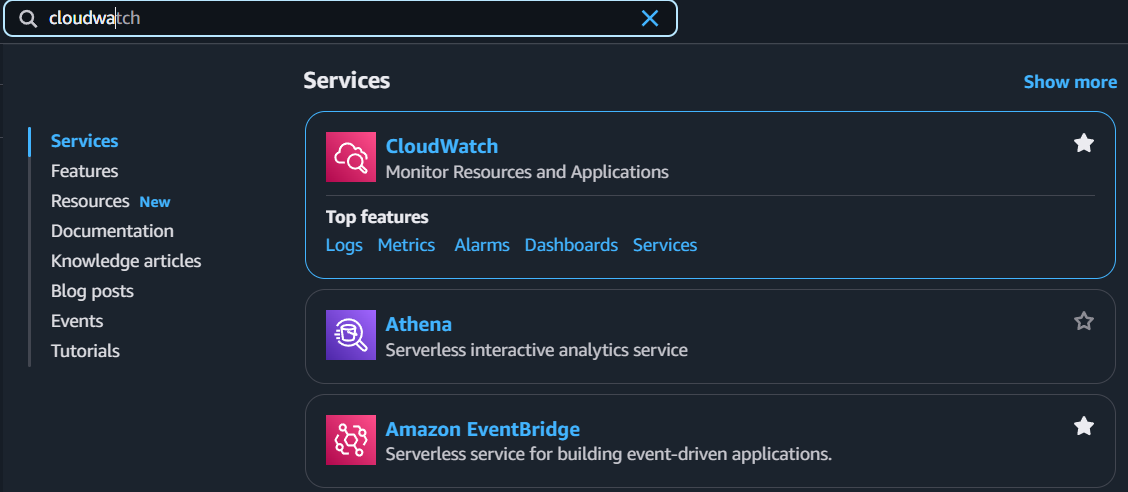 cloudwatch
Services
Show more
Services
Features
Resources New
Documentation
Knowledge articles
Blog posts
Events
Tutorials
CloudWatch
Monitor Resources and Applications
Top features
Logs Metrics Alarms Dashboards Services
Athena
Serverless interactive analytics service
Amazon EventBridge
Serverless service for building event-driven applications.